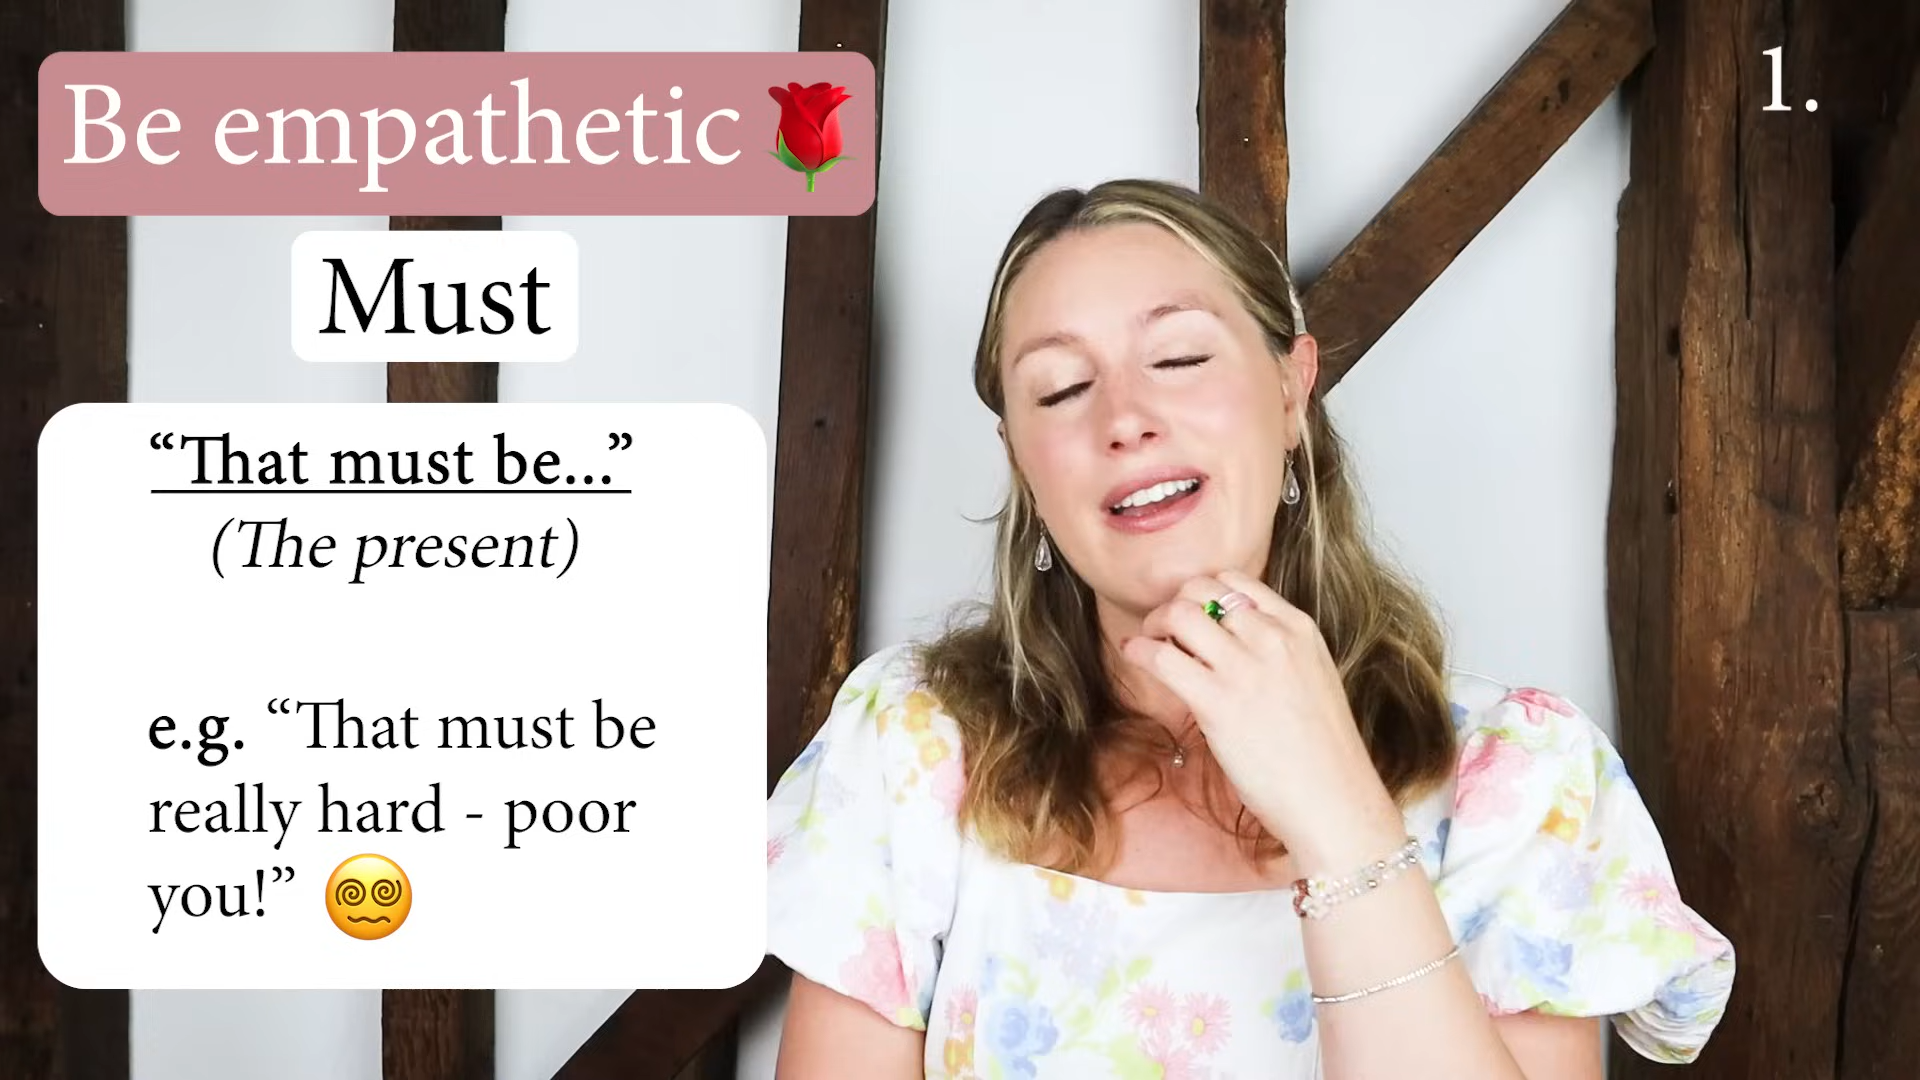 Be empathetic🌹
1.
Must
“That must be...”
(The present)
e.g. “That must be
really hard - poor
you!” 😵‍💫